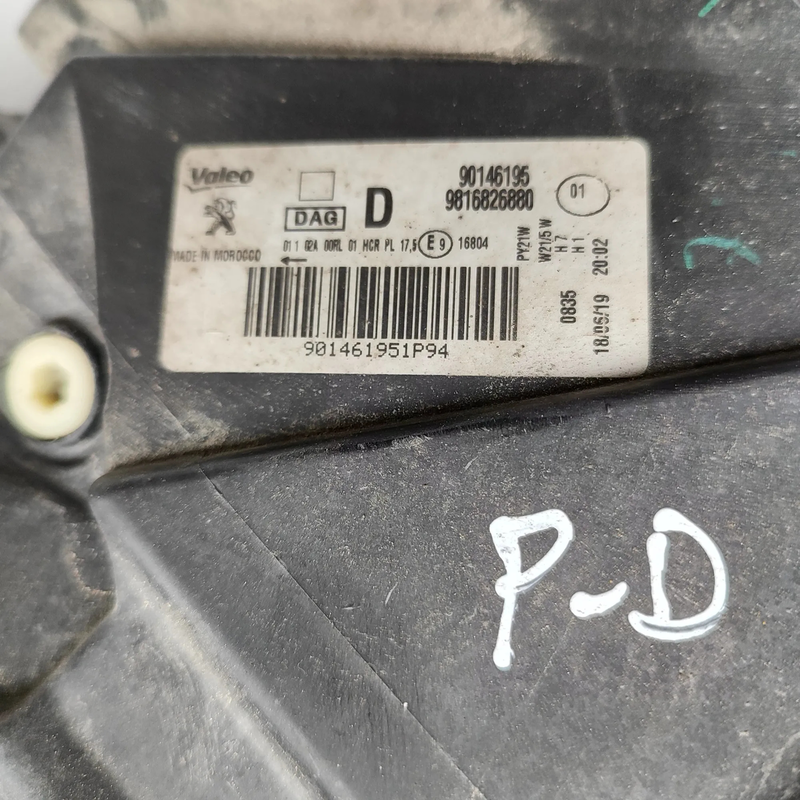 Valeo
90146195
9816826880
01
DAG
D
01 1 02A 00RL 01 HCR PL 17,5 E9 16804
MADE IN MOROCCO
PY21W
W21/5W
H7
H1
0835
18/06/19 20:02
901461951P94
P-D